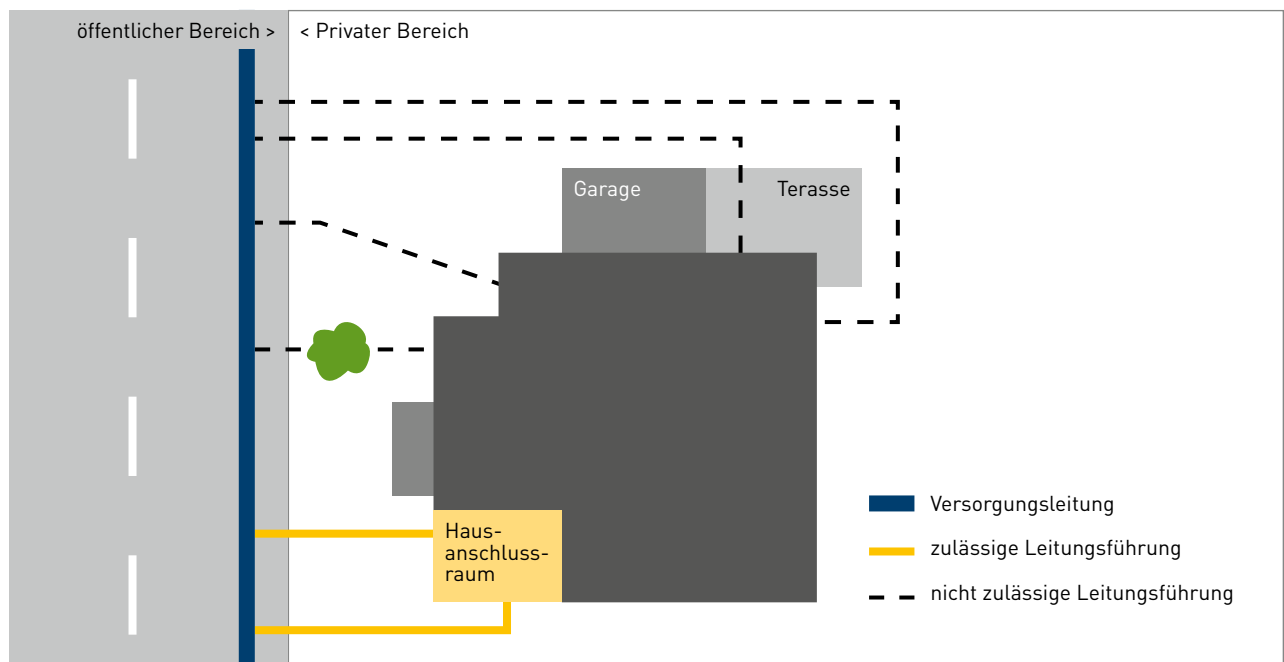 öffentlicher Bereich >
< Privater Bereich
Garage
Terasse
Haus-
anschluss-
raum
Versorgungsleitung
zulässige Leitungsführung
nicht zulässige Leitungsführung